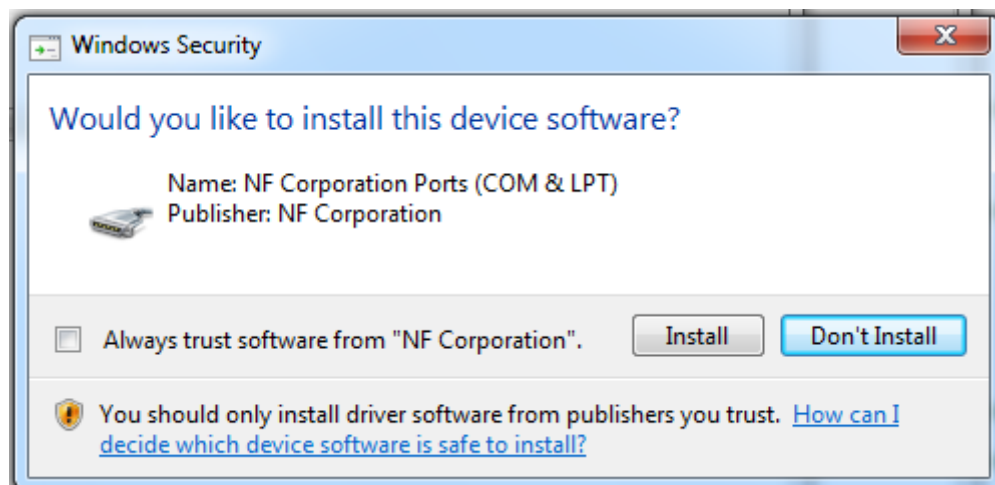 Windows Security
Would you like to install this device software?
Name: NF Corporation Ports (COM & LPT)
Publisher: NF Corporation
Always trust software from "NF Corporation".
Install
Don't Install
You should only install driver software from publishers you trust. How can I
decide which device software is safe to install?